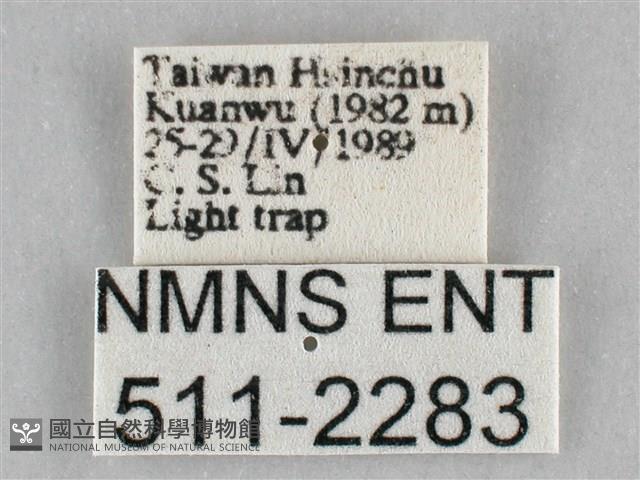 Taiwan Hsinchu
Kuanwu (1982 m)
25-29/IV/1989
C. S. Lin
Light trap
NMNS ENT
511-2283
國立自然科學博物館
NATIONAL MUSEUM OF NATURAL SCIENCE